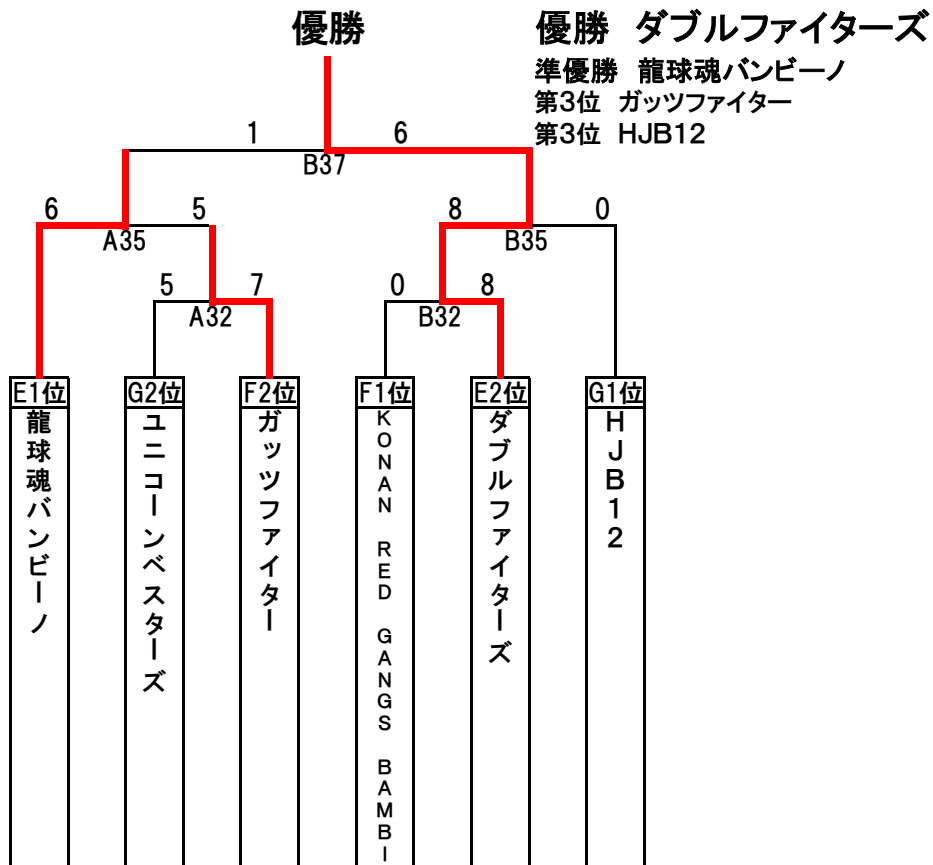 優勝
優勝 ダブルファイターズ
準優勝 龍球魂バンビーノ
第3位 ガッツファイター
第3位 HJB12
1 6
B37
6 5
A35
8 0
B35
5 7
A32
0 8
B32
E1位
龍球魂バンビーノ
G2位
ユニコーンベスターズ
F2位
ガッツファイター
F1位
KONAN RED GANGS BAMBI
E2位
ダブルファイターズ
G1位
HJB12